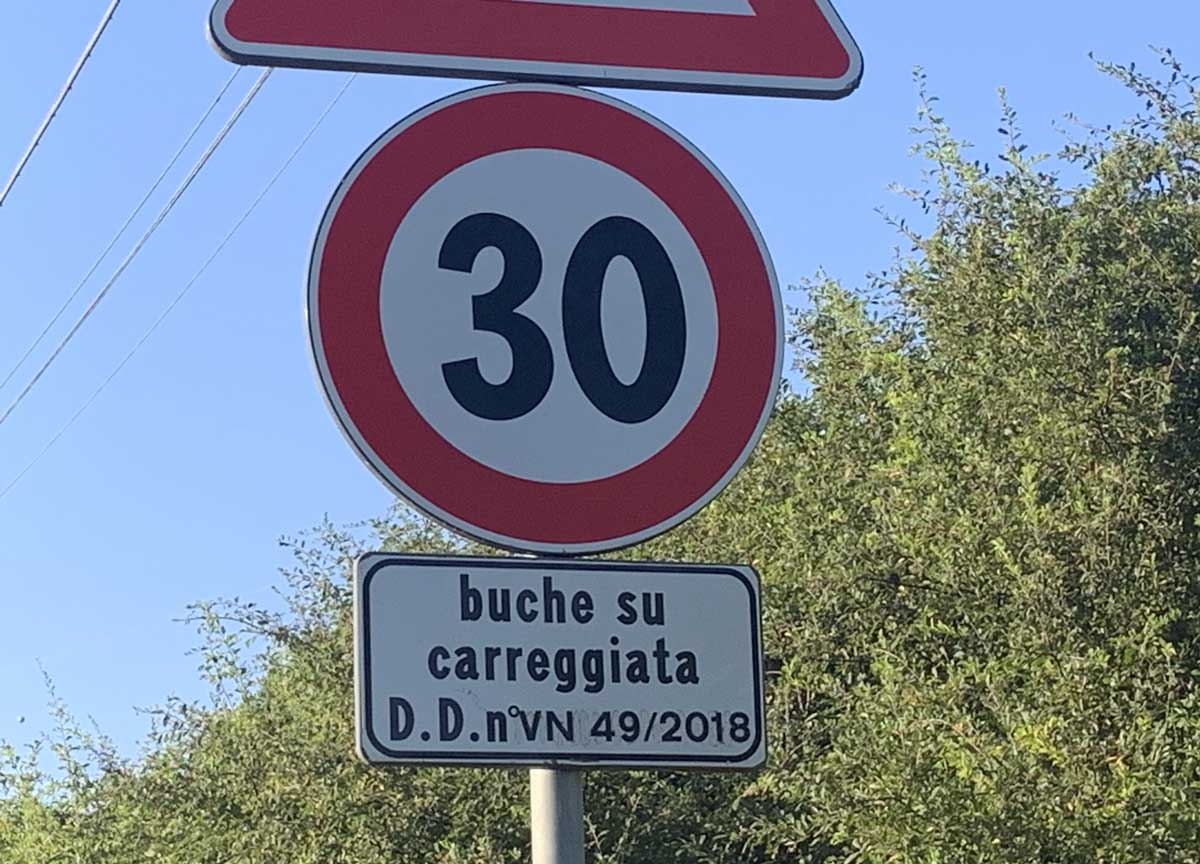 30
buche su
carreggiata
D.D.n°VN 49/2018